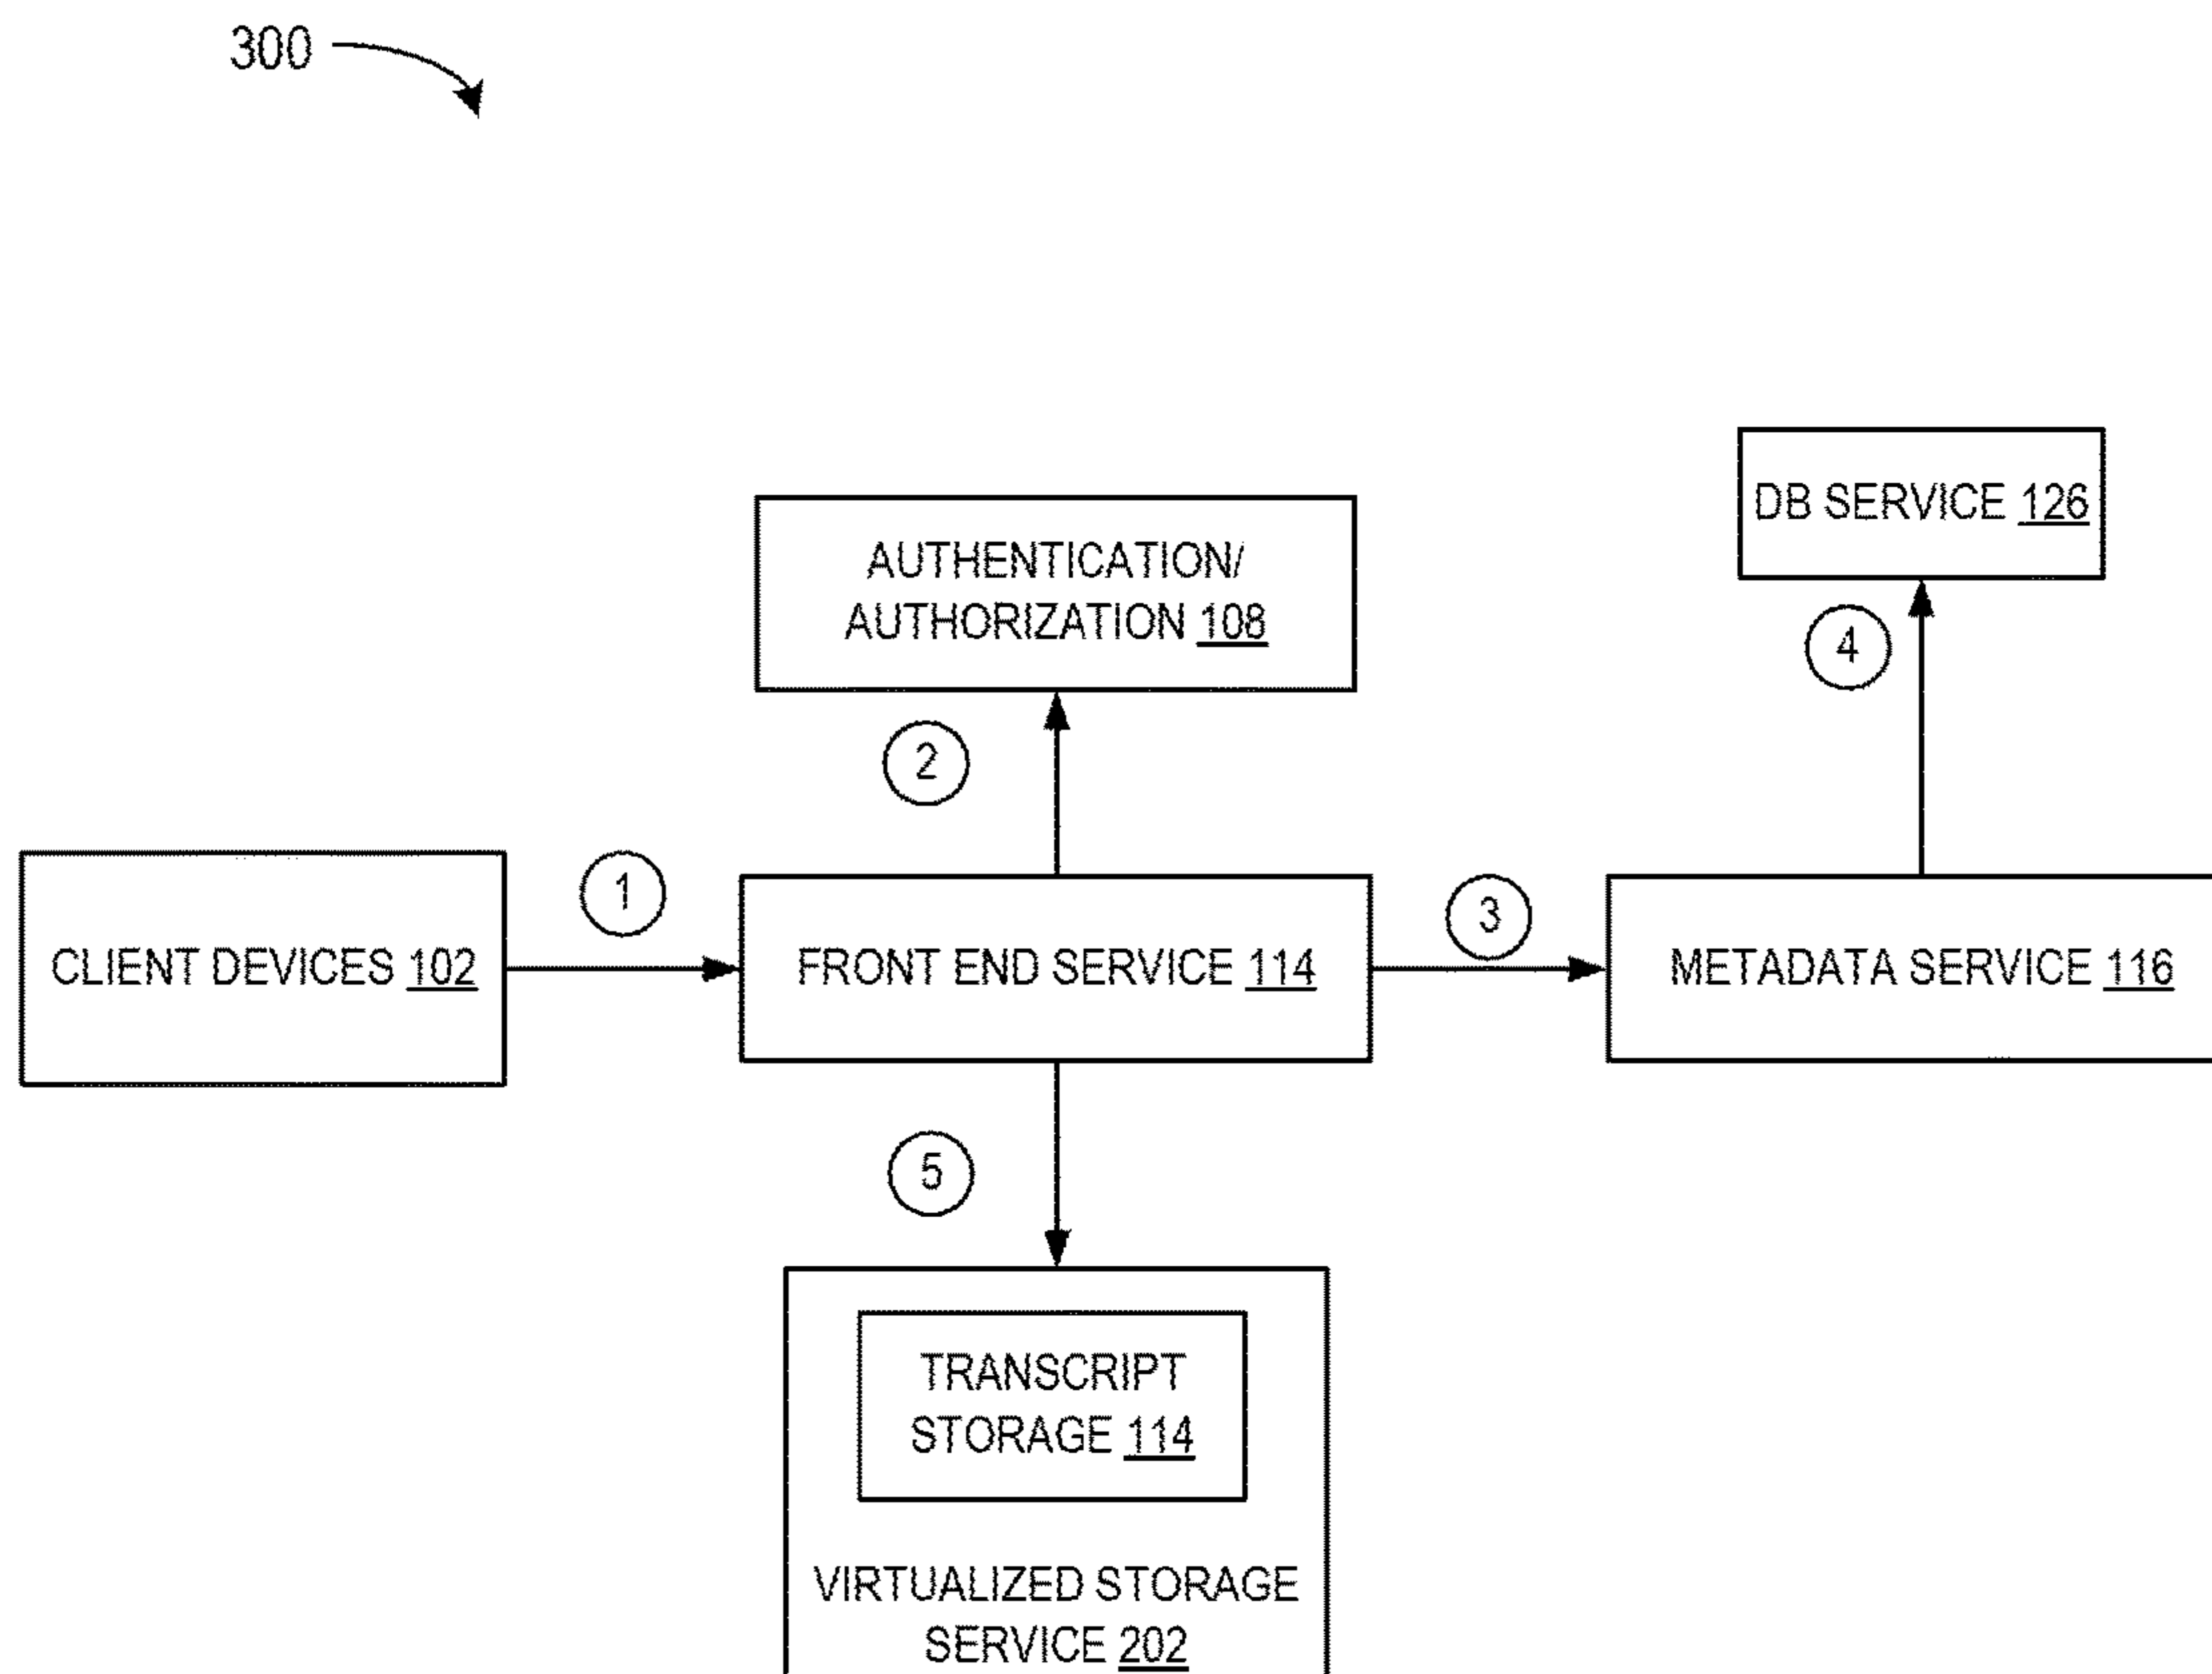 300
DB SERVICE 126
AUTHENTICATION/
AUTHORIZATION 108
4
2
1
3
CLIENT DEVICES 102
FRONT END SERVICE 114
METADATA SERVICE 116
5
TRANSCRIPT
STORAGE 114
VIRTUALIZED STORAGE
SERVICE 202